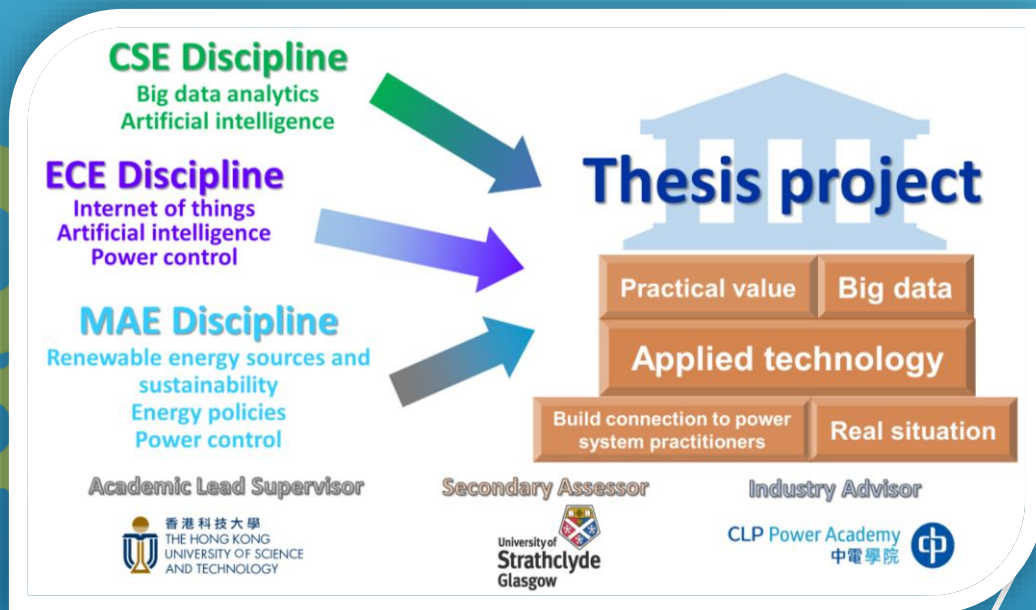 CSE Discipline
Big data analytics
Artificial intelligence
ECE Discipline
Internet of things
Artificial intelligence
Power control
MAE Discipline
Renewable energy sources and
sustainability
Energy policies
Power control
Thesis project
Practical value
Big data
Applied technology
Build connection to power
system practitioners
Real situation
Academic Lead Supervisor
香港科技大學
THE HONG KONG
UNIVERSITY OF SCIENCE
AND TECHNOLOGY
Secondary Assessor
University of
Strathclyde
Glasgow
Industry Advisor
CLP Power Academy
中電學院